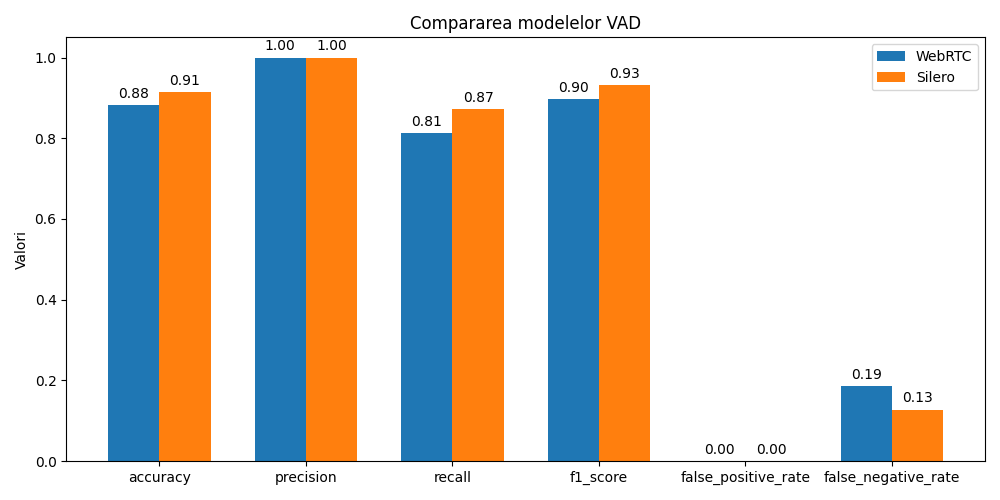 Compararea modelelor VAD
WebRTC
Silero
Valori
1.0
0.8
0.6
0.4
0.2
0.0
0.88
0.91
1.00
1.00
0.81
0.87
0.90
0.93
0.00
0.00
0.19
0.13
accuracy
precision
recall
f1_score
false_positive_rate
false_negative_rate